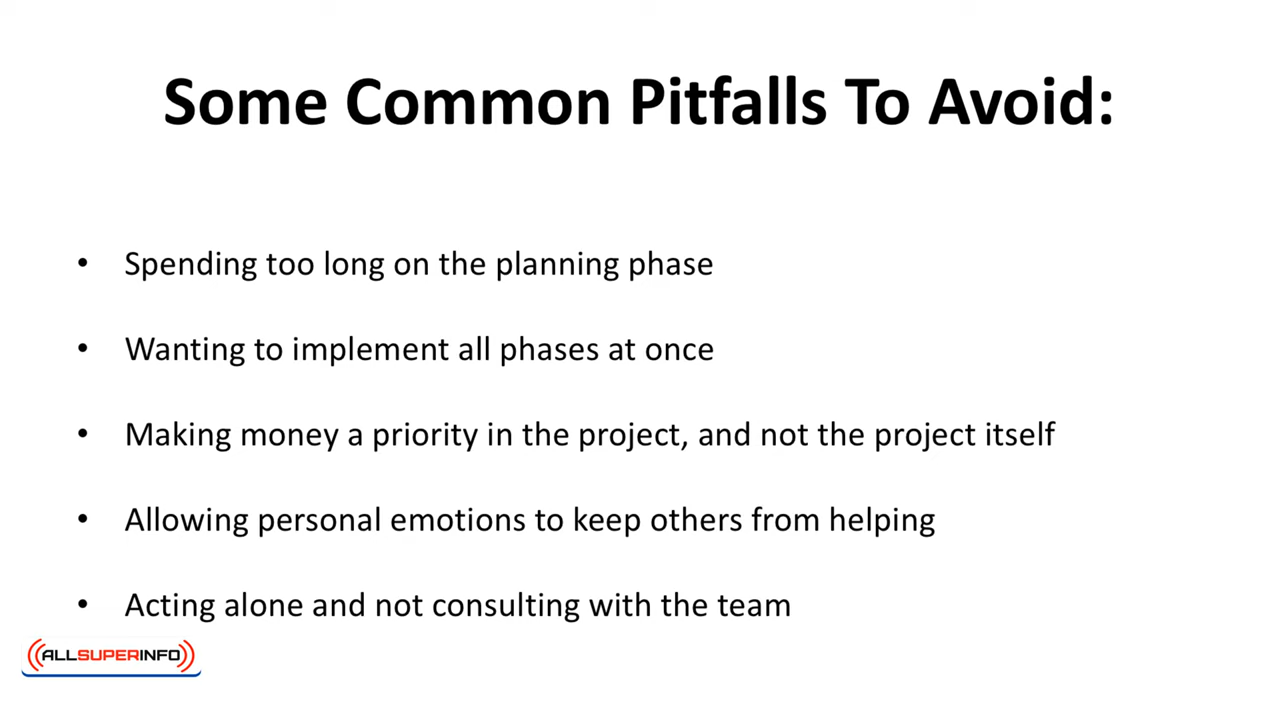 Some Common Pitfalls To Avoid:
• Spending too long on the planning phase
• Wanting to implement all phases at once
• Making money a priority in the project, and not the project itself
• Allowing personal emotions to keep others from helping
• Acting alone and not consulting with the team
ALLSUPERINFO